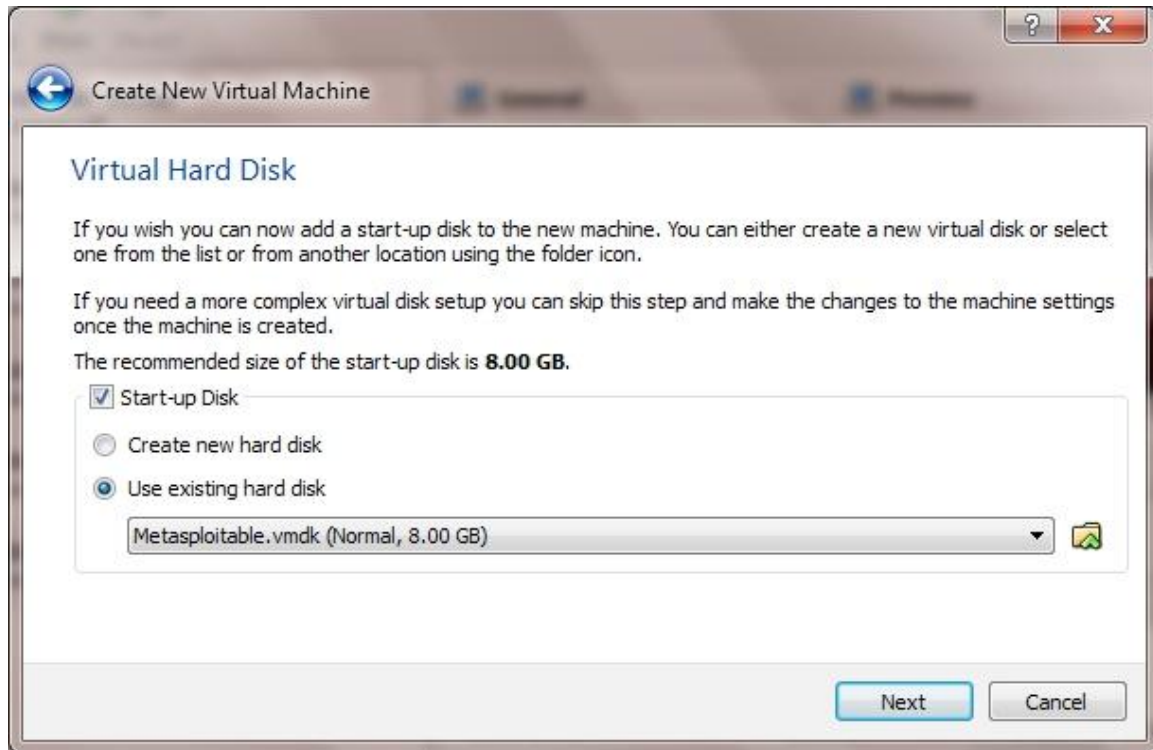 Create New Virtual Machine
Virtual Hard Disk
If you wish you can now add a start-up disk to the new machine. You can either create a new virtual disk or select
one from the list or from another location using the folder icon.
If you need a more complex virtual disk setup you can skip this step and make the changes to the machine settings
once the machine is created.
The recommended size of the start-up disk is 8.00 GB.
Start-up Disk
Create new hard disk
Use existing hard disk
Metasploitable.vmdk (Normal, 8.00 GB)
Next
Cancel